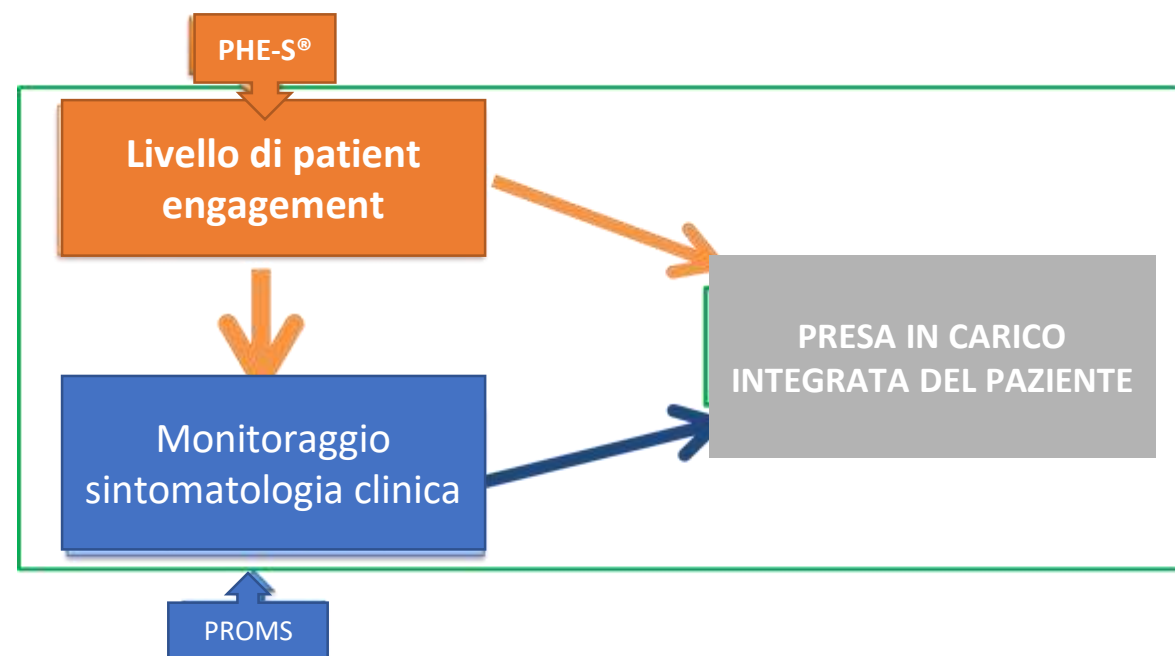 PHE-S®
Livello di patient
engagement
PRESA IN CARICO
INTEGRATA DEL PAZIENTE
Monitoraggio
sintomatologia clinica
PROMS